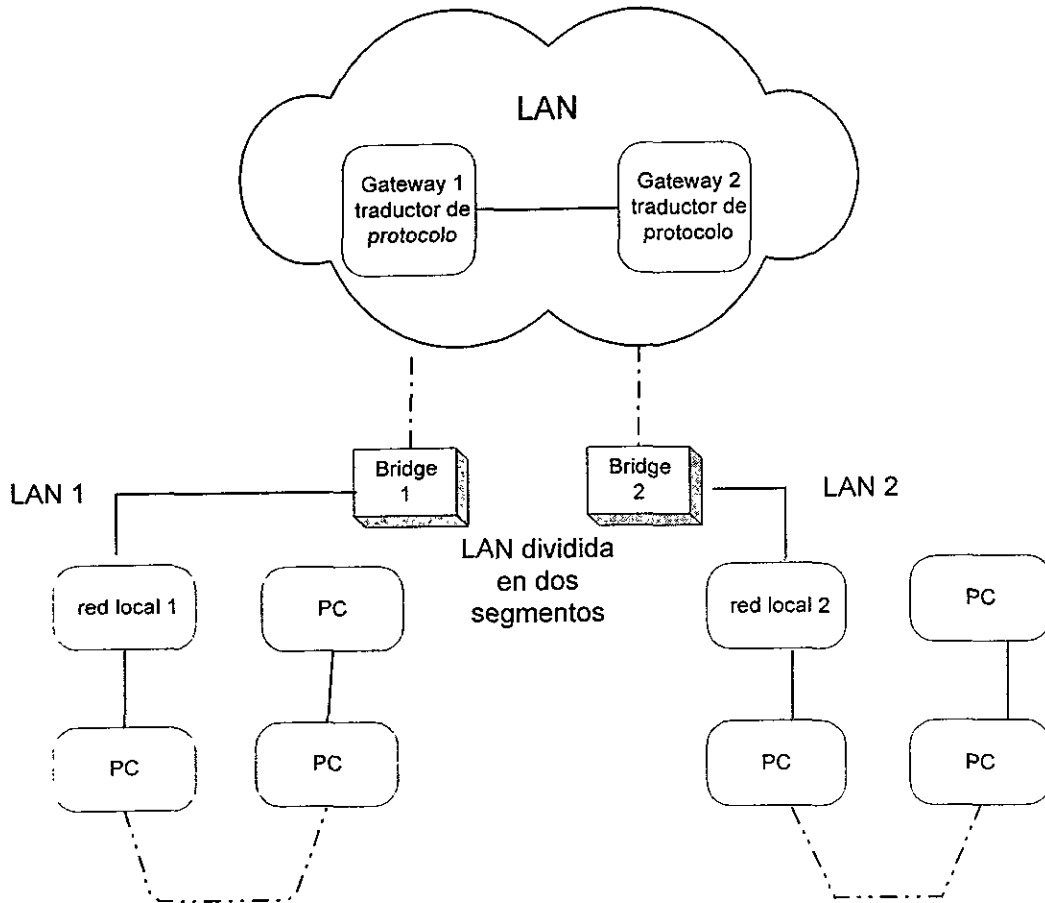 LAN
Gateway 1
traductor de
protocolo
Gateway 2
traductor de
protocolo
Bridge
1
Bridge
2
LAN 1
LAN 2
LAN dividida
en dos
segmentos
red local 1
PC
red local 2
PC
PC
PC
PC
PC